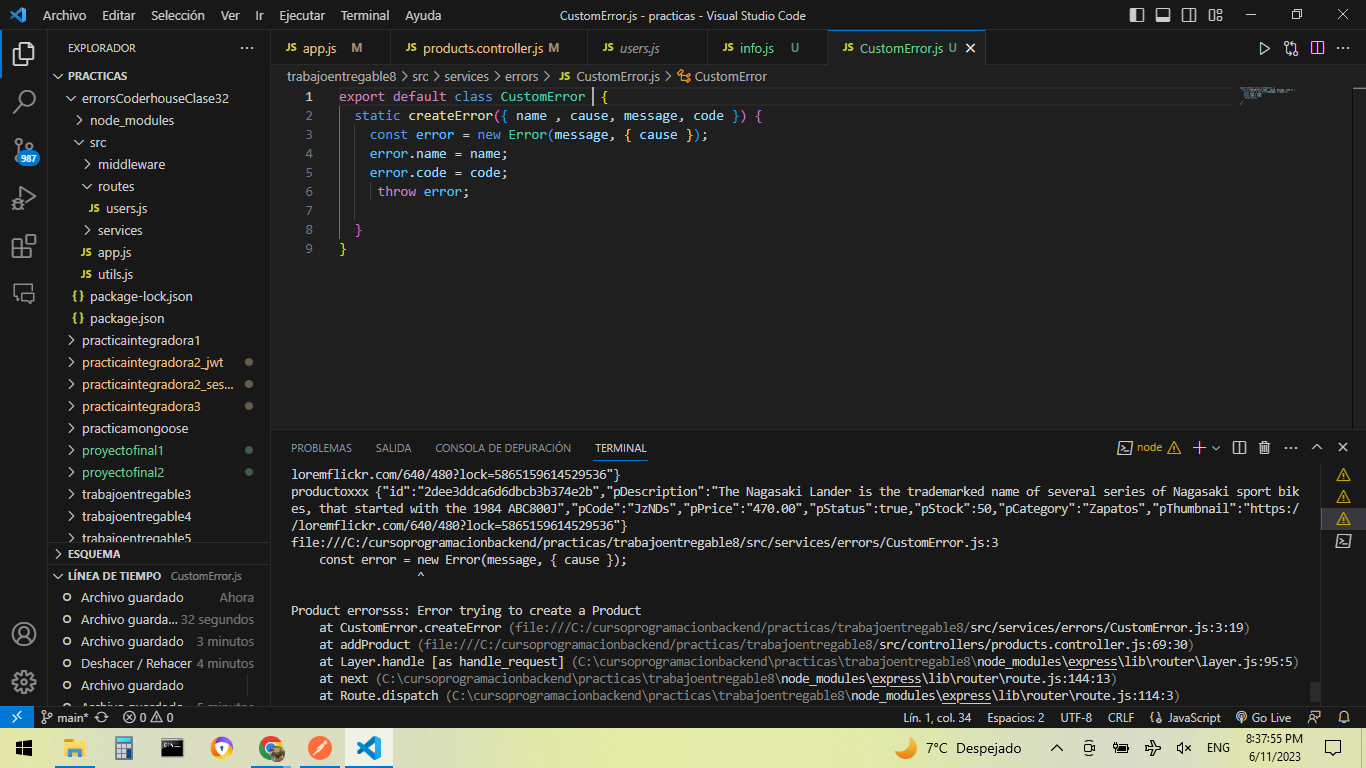 Archivo Editar Selección Ver Ir Ejecutar Terminal Ayuda CustomError.js - practicas - Visual Studio Code
EXPLORADOR
JS app.js M JS products.controller.js M JS users.js JS info.js U JS CustomError.js U
trabajoentregable8 > src > services > errors > JS CustomError.js > CustomError
PRACTICAS
errorsCoderhouseClase32
node_modules
src
middleware
routes
JS users.js
services
JS app.js
JS utils.js
{} package-lock.json
{} package.json
practicaintegradora1
practicaintegradora2_jwt
practicaintegradora2_ses...
practicaintegradora3
practicamongoose
proyectofinal1
proyectofinal2
trabajoentregable3
trabajoentregable4
trabajoentregable5
ESQUEMA
LÍNEA DE TIEMPO CustomError.js
Archivo guardado Ahora
Archivo guarda... 32 segundos
Archivo guardado 3 minutos
Deshacer / Rehacer 4 minutos
Archivo guardado
Archivo guardado 5 minutos
987
1 export default class CustomError {
2 static createError({ name , cause, message, code }) {
3 const error = new Error(message, { cause });
4 error.name = name;
5 error.code = code;
6 throw error;
7
8 }
9 }
PROBLEMAS SALIDA CONSOLA DE DEPURACIÓN TERMINAL node
loremflickr.com/640/480?lock=5865159614529536"}
productoxxx {"id":"2dee3ddca6d6dbcb3b374e2b","pDescription":"The Nagasaki Lander is the trademarked name of several series of Nagasaki sport bik
es, that started with the 1984 ABC800J","pCode":"JzNDs","pPrice":"470.00","pStatus":true,"pStock":50,"pCategory":"Zapatos","pThumbnail":"https:/
/loremflickr.com/640/480?lock=5865159614529536"}
file:///C:/cursoprogramacionbackend/practicas/trabajoentregable8/src/services/errors/CustomError.js:3
const error = new Error(message, { cause });
^
Product errorsss: Error trying to create a Product
at CustomError.createError (file:///C:/cursoprogramacionbackend/practicas/trabajoentregable8/src/services/errors/CustomError.js:3:19)
at addProduct (file:///C:/cursoprogramacionbackend/practicas/trabajoentregable8/src/controllers/products.controller.js:69:30)
at Layer.handle [as handle_request] (C:\cursoprogramacionbackend\practicas\trabajoentregable8\node_modules\express\lib\router\layer.js:95:5)
at next (C:\cursoprogramacionbackend\practicas\trabajoentregable8\node_modules\express\lib\router\route.js:144:13)
at Route.dispatch (C:\cursoprogramacionbackend\practicas\trabajoentregable8\node_modules\express\lib\router\route.js:114:3)
main* 0 0 Lín. 1, col. 34 Espacios: 2 UTF-8 CRLF {} JavaScript Go Live
7°C Despejado ENG 8:37:55 PM
6/11/2023